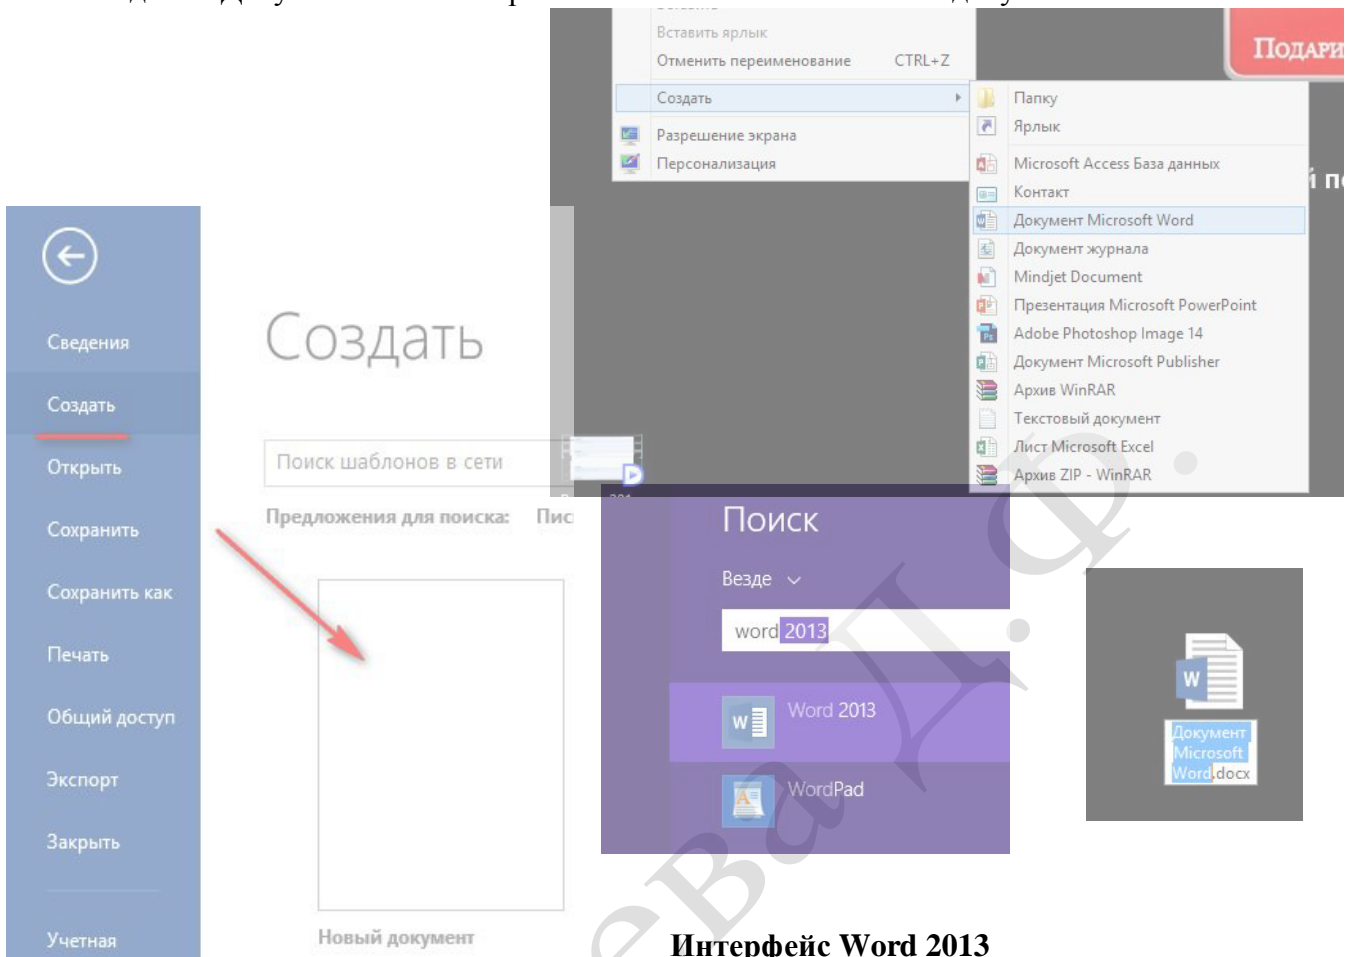 Вставить ярлык
Отменить переименование CTRL+Z
Создать
Разрешение экрана
Персонализация
Папку
Ярлык
Microsoft Access База данных
Контакт
Документ Microsoft Word
Документ журнала
Mindjet Document
Презентация Microsoft PowerPoint
Adobe Photoshop Image 14
Документ Microsoft Publisher
Архив WinRAR
Текстовый документ
Лист Microsoft Excel
Архив ZIP - WinRAR
Сведения
Создать
Открыть
Сохранить
Сохранить как
Печать
Общий доступ
Экспорт
Закрыть
Учетная
Создать
Поиск шаблонов в сети
Предложения для поиска:
Новый документ
Поиск
Везде
word 2013
Word 2013
WordPad
Документ
Microsoft
Word.docx
Интерфейс Word 2013